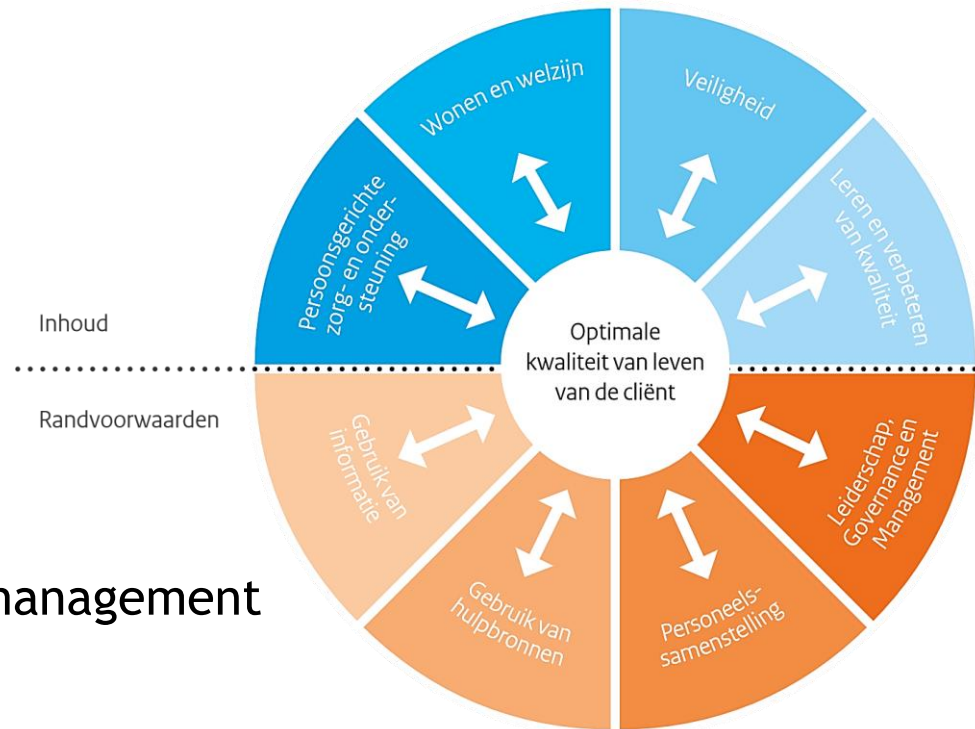 Wonen en welzijn
Veiligheid
Persoonsgerichte
zorg- en onder-
steuning
Leren en verbeteren
van kwaliteit
Inhoud
Optimale
kwaliteit van leven
van de cliënt
Randvoorwaarden
Gebruik van
informatie
Leiderschap,
Governance en
Management
management
Gebruik van
hulpbronnen
Personeels-
samenstelling